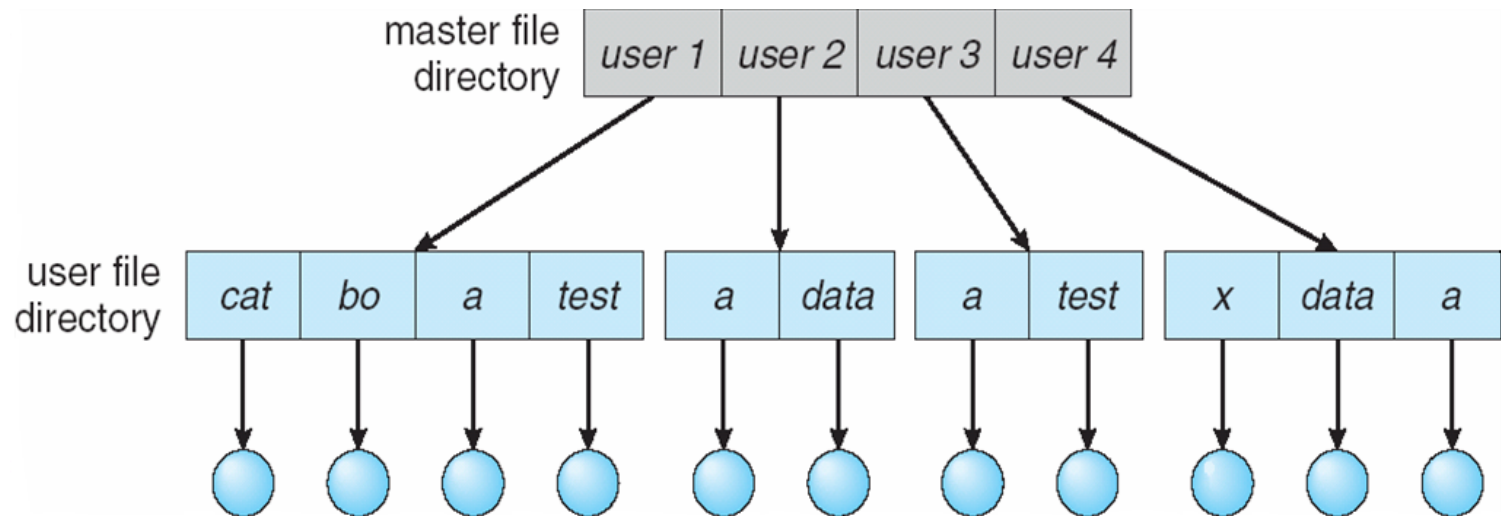 master file
directory
user 1 user 2 user 3 user 4
user file
directory
cat bo a test a data a test x data a